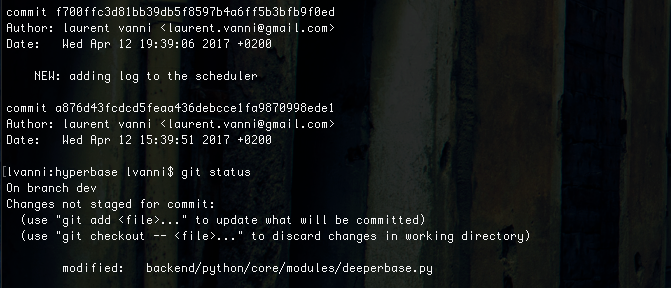 commit f700ffc3d81bb39db5f8597b4a6ff5b3bfb9f0ed
Author: laurent vanni <laurent.vanni@gmail.com>
Date:   Wed Apr 12 19:39:06 2017 +0200
    NEW: adding log to the scheduler
commit a876d43fcdcd5feaa436debcce1fa9870998ede1
Author: laurent vanni <laurent.vanni@gmail.com>
Date:   Wed Apr 12 15:39:51 2017 +0200
[lvanni:hyperbase lvanni$ git status
On branch dev
Changes not staged for commit:
  (use "git add <file>..." to update what will be committed)
  (use "git checkout -- <file>..." to discard changes in working directory)
        modified:   backend/python/core/modules/deeperbase.py